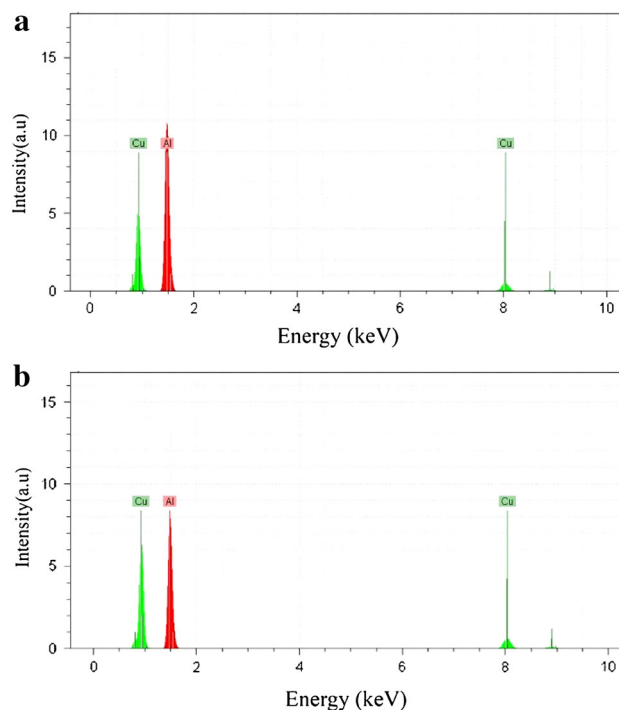 a
15
10
5
0
Intensity(a.u)
Cu Al Cu
0 2 4 6 8 10
Energy (keV)
b
15
10
5
0
Intensity(a.u)
Cu Al Cu
0 2 4 6 8 10
Energy (keV)